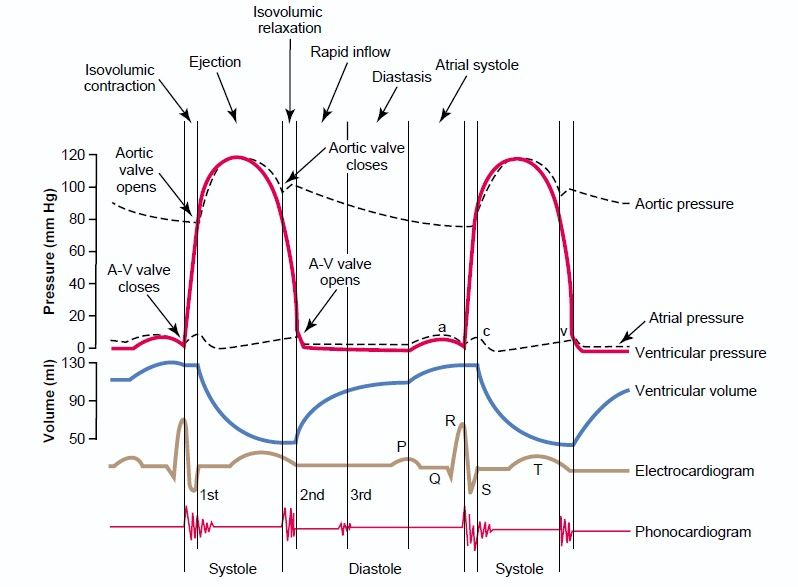 Isovolumic
relaxation
Rapid inflow
Ejection
Atrial systole
Isovolumic
contraction
Diastasis
120
100
80
60
40
20
0
Pressure (mm Hg)
Aortic
valve
opens
Aortic valve
closes
Aortic pressure
A-V valve
closes
A-V valve
opens
a
c
v
Atrial pressure
Ventricular pressure
130
90
50
Volume (ml)
Ventricular volume
R
P
Q
S
T
Electrocardiogram
1st
2nd
3rd
Phonocardiogram
Systole
Diastole
Systole